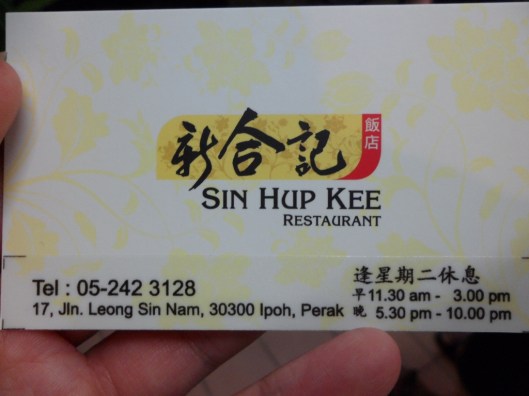 新合記
飯店
SIN HUP KEE
RESTAURANT
逢星期二休息
Tel : 05-242 3128
早 11.30 am - 3.00 pm
17, Jln. Leong Sin Nam, 30300 Ipoh, Perak
晚 5.30 pm - 10.00 pm